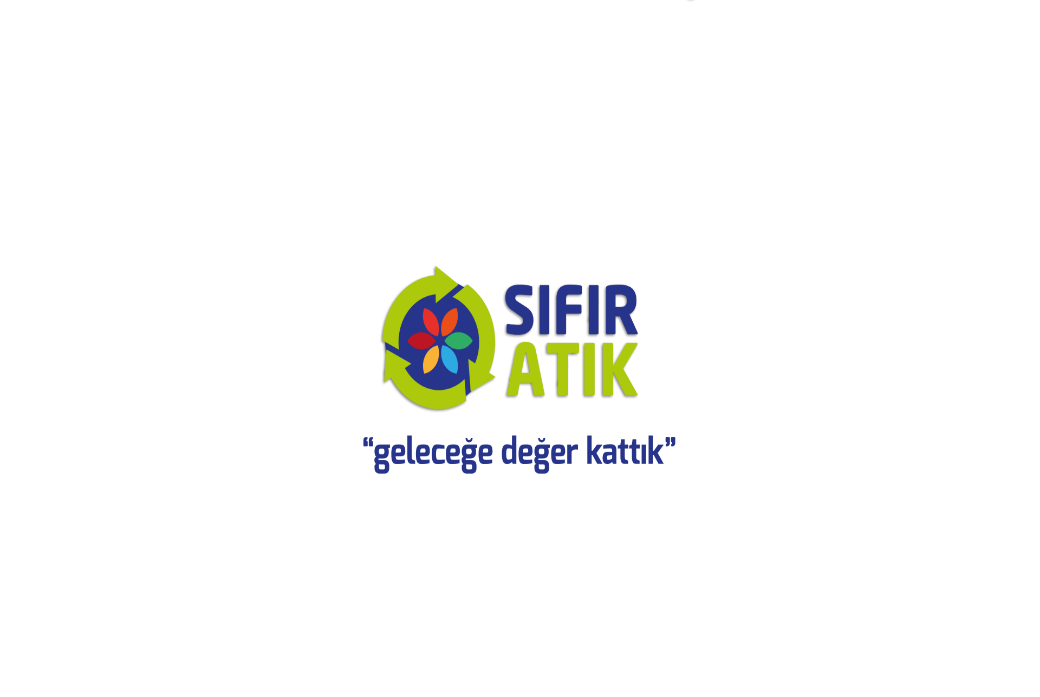 SIFIR
ATIK
“geleceğe değer kattık”